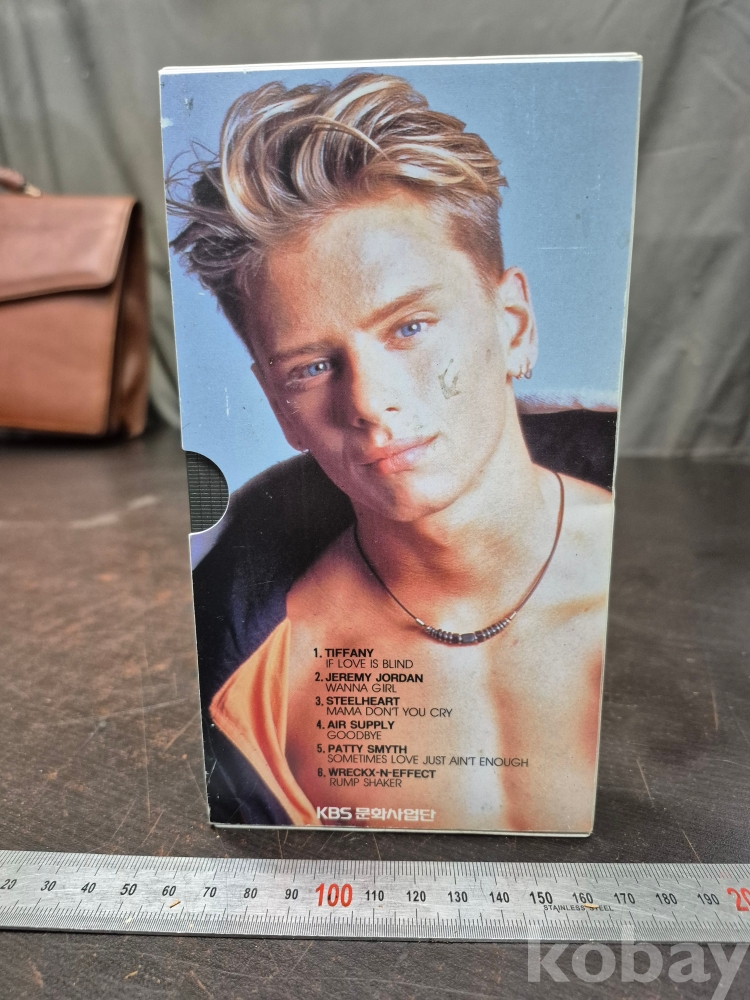 1. TIFFANY
IF LOVE IS BLIND
2. JEREMY JORDAN
WANNA GIRL
3. STEELHEART
MAMA DON'T YOU CRY
4. AIR SUPPLY
GOODBYE
5. PATTY SMYTH
SOMETIMES LOVE JUST AIN'T ENOUGH
8. WRECKX-N-EFFECT
RUMP SHAKER
KBS 문화사업단
20 30 40 50 60 70 80 90 100 110 120 130 140 150 160 170 180 190 20
STAINLESS STEEL
kobay